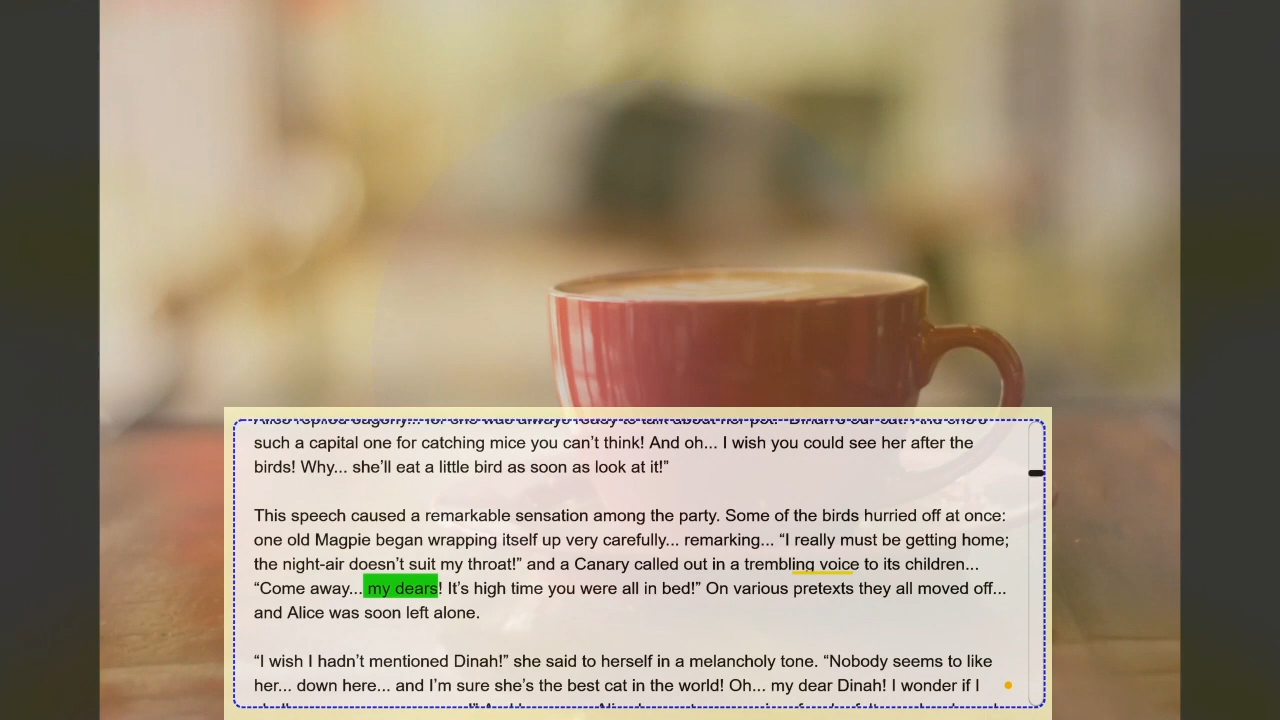 such a capital one for catching mice you can’t think! And oh... I wish you could see her after the
birds! Why... she’ll eat a little bird as soon as look at it!”
This speech caused a remarkable sensation among the party. Some of the birds hurried off at once:
one old Magpie began wrapping itself up very carefully... remarking... “I really must be getting home;
the night-air doesn’t suit my throat!” and a Canary called out in a trembling voice to its children...
“Come away... my dears! It’s high time you were all in bed!” On various pretexts they all moved off...
and Alice was soon left alone.
“I wish I hadn’t mentioned Dinah!” she said to herself in a melancholy tone. “Nobody seems to like
her... down here... and I’m sure she’s the best cat in the world! Oh... my dear Dinah! I wonder if I